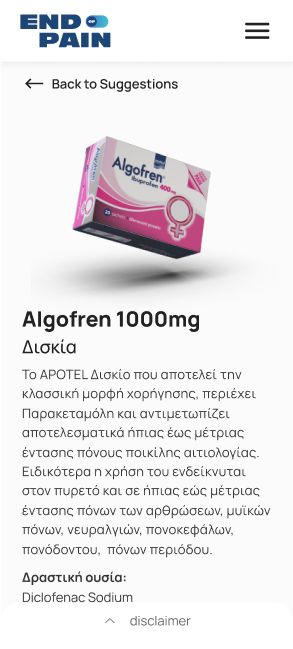 END OF
PAIN
Back to Suggestions
Algofren
ibuprofen 400mg
Algofren 1000mg
Δισκία
Το APOTEL Δισκίο που αποτελεί την
κλασσική μορφή χορήγησης, περιέχει
Παρακεταμόλη και αντιμετωπίζει
αποτελεσματικά ήπιας έως μέτριας
έντασης πόνους ποικίλης αιτιολογίας.
Ειδικότερα η χρήση του ενδείκνυται
στον πυρετό και σε ήπιας εώς μέτριας
έντασης πόνων των αρθρώσεων, μυϊκών
πόνων, νευραλγιών, πονοκεφάλων,
πονόδοντου, πόνων περιόδου.
Δραστική ουσία:
Diclofenac Sodium
disclaimer